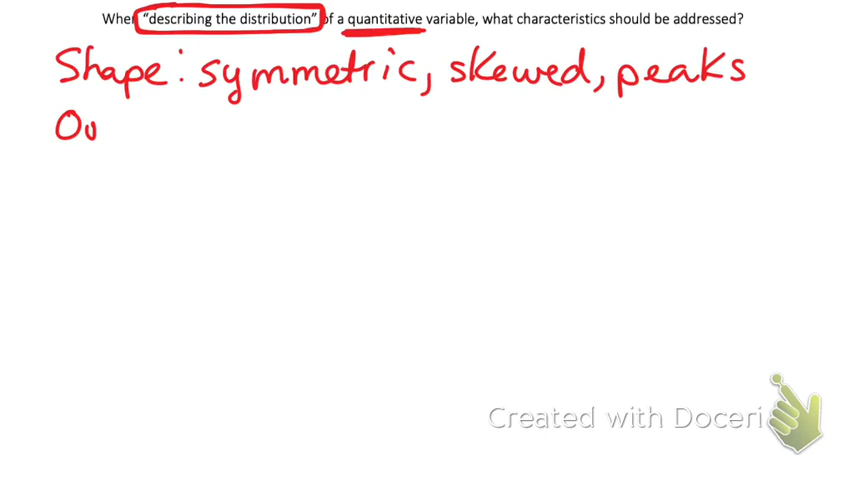 When “describing the distribution” of a quantitative variable, what characteristics should be addressed?
Shape: symmetric, skewed, peaks
Ou
Created with Doceri